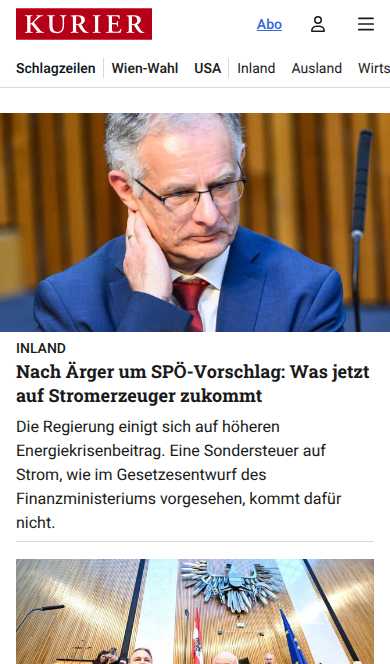 KURIER
Abo
Schlagzeilen Wien-Wahl USA Inland Ausland Wirts
INLAND
Nach Ärger um SPÖ-Vorschlag: Was jetzt
auf Stromerzeuger zukommt
Die Regierung einigt sich auf höheren
Energiekrisenbeitrag. Eine Sondersteuer auf
Strom, wie im Gesetzesentwurf des
Finanzministeriums vorgesehen, kommt dafür
nicht.